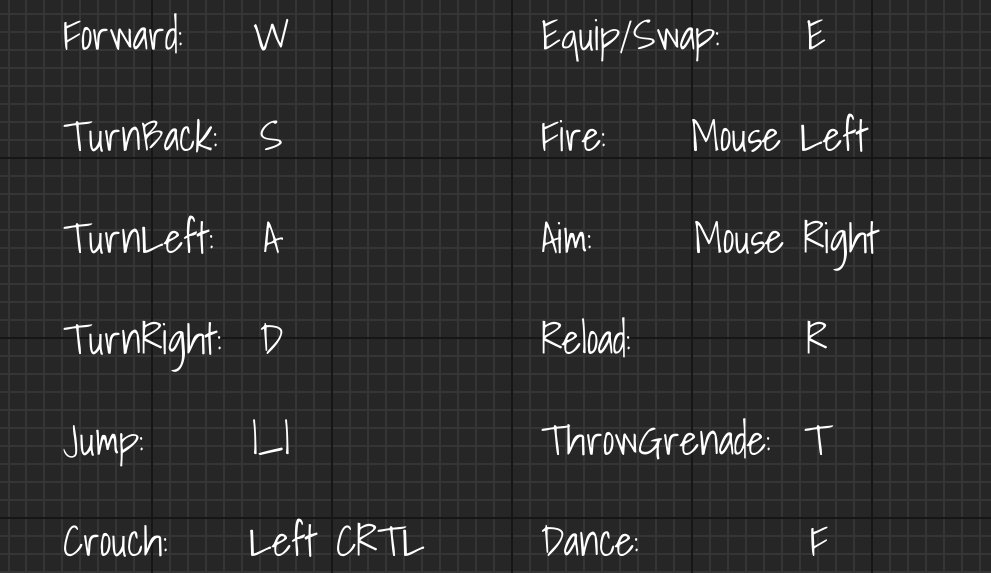 Forward: W
TurnBack: S
TurnLeft: A
TurnRight: D
Jump: LI
Crouch: Left CRTL
Equip/Swap: E
Fire: Mouse Left
Aim: Mouse Right
Reload: R
ThrowGrenade: T
Dance: F